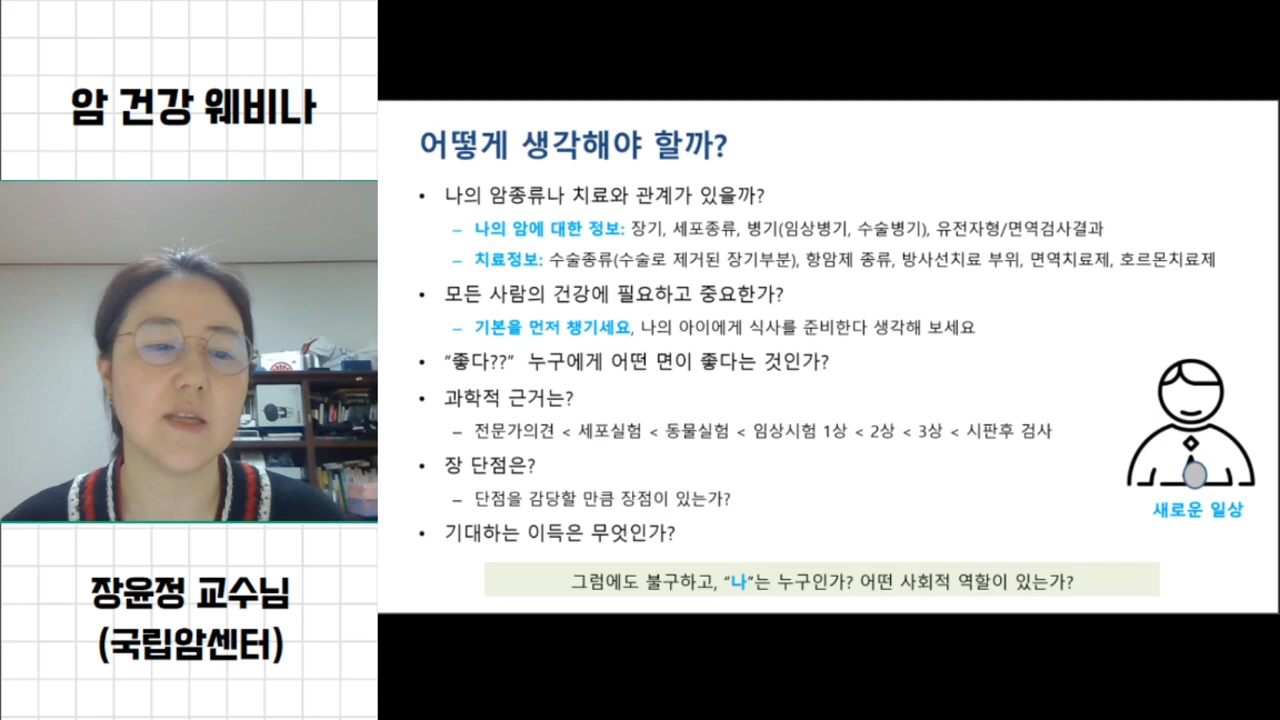 암 건강 웨비나
장윤정 교수님
(국립암센터)
어떻게 생각해야 할까?
• 나의 암종류나 치료와 관계가 있을까?
– 나의 암에 대한 정보: 장기, 세포종류, 병기(임상병기, 수술병기), 유전자형/면역검사결과
– 치료정보: 수술종류(수술로 제거된 장기부분), 항암제 종류, 방사선치료 부위, 면역치료제, 호르몬치료제
• 모든 사람의 건강에 필요하고 중요한가?
– 기본을 먼저 챙기세요, 나의 아이에게 식사를 준비한다 생각해 보세요
• “좋다??” 누구에게 어떤 면이 좋다는 것인가?
• 과학적 근거는?
– 전문가의견 < 세포실험 < 동물실험 < 임상시험 1상 < 2상 < 3상 < 시판후 검사
• 장 단점은?
– 단점을 감당할 만큼 장점이 있는가?
• 기대하는 이득은 무엇인가?
새로운 일상
그럼에도 불구하고, “나”는 누구인가? 어떤 사회적 역할이 있는가?